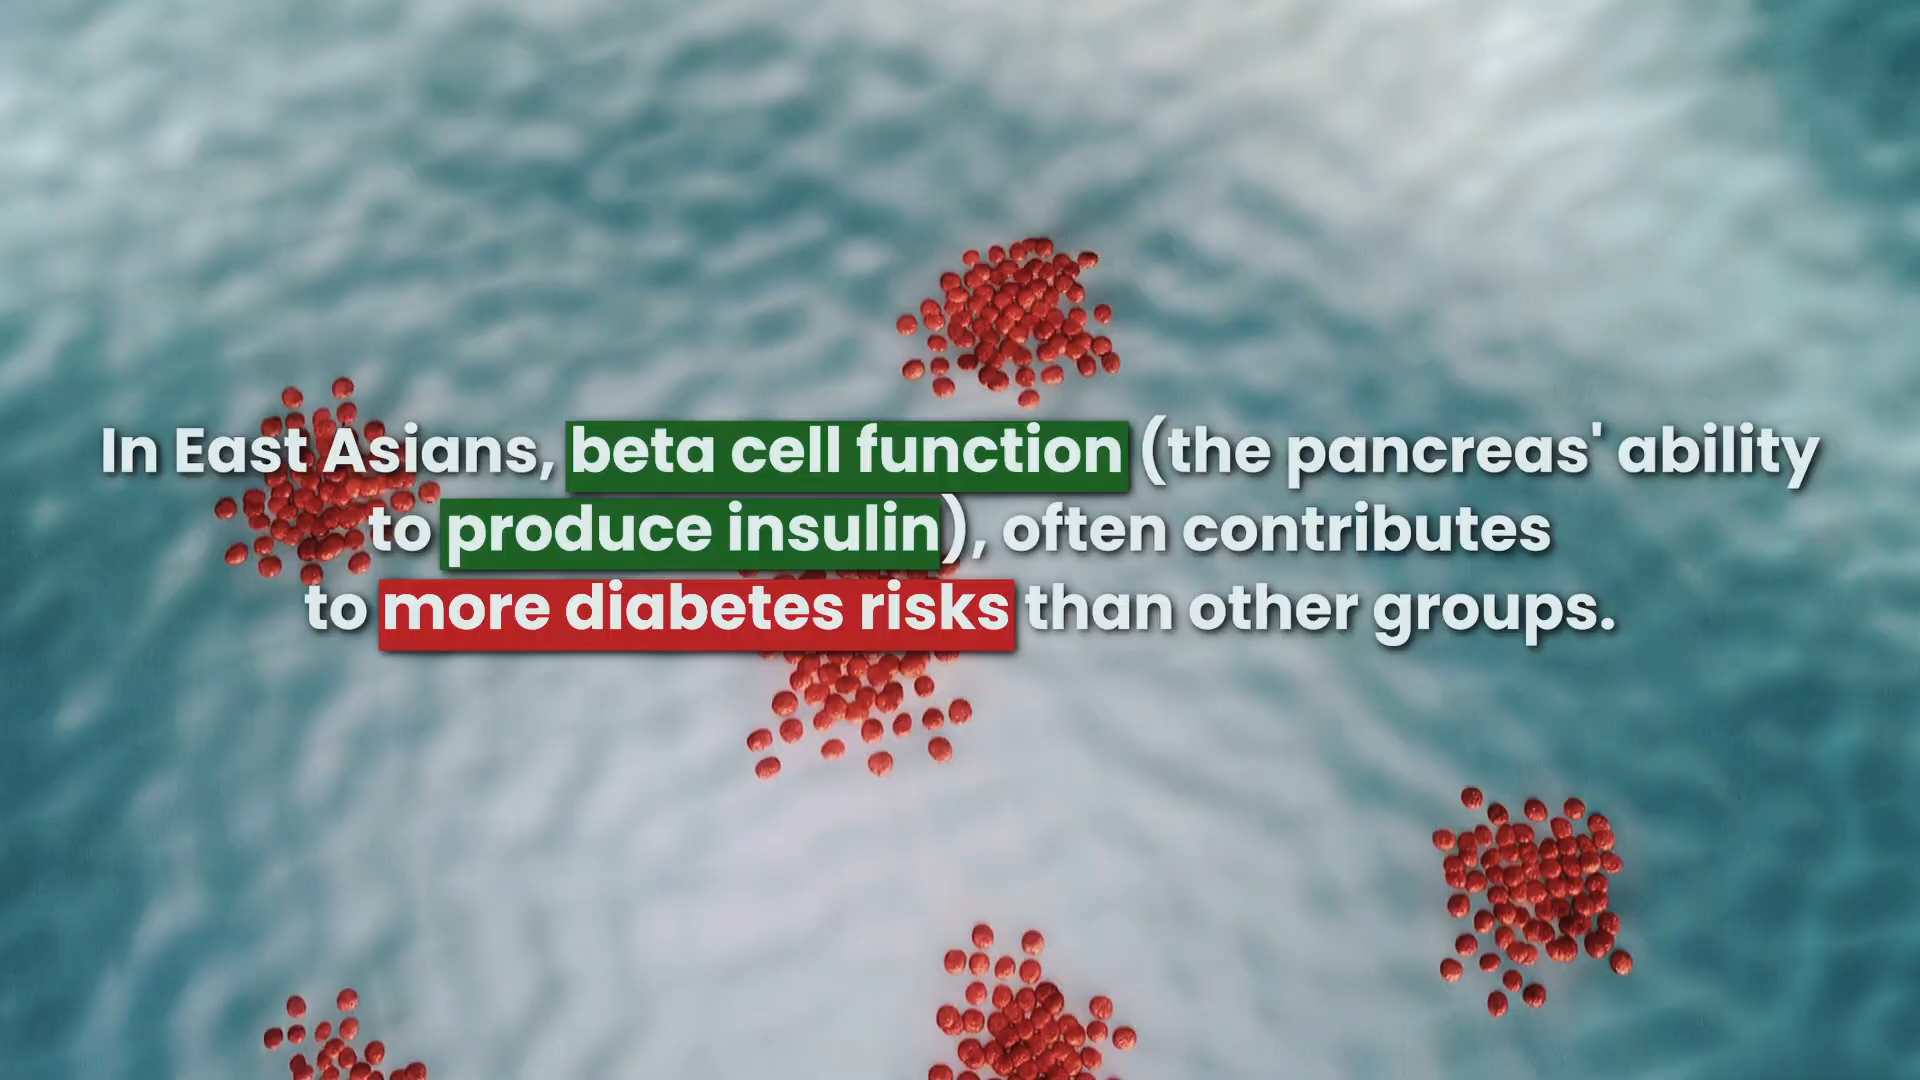 In East Asians, beta cell function (the pancreas' ability
to produce insulin), often contributes
to more diabetes risks than other groups.